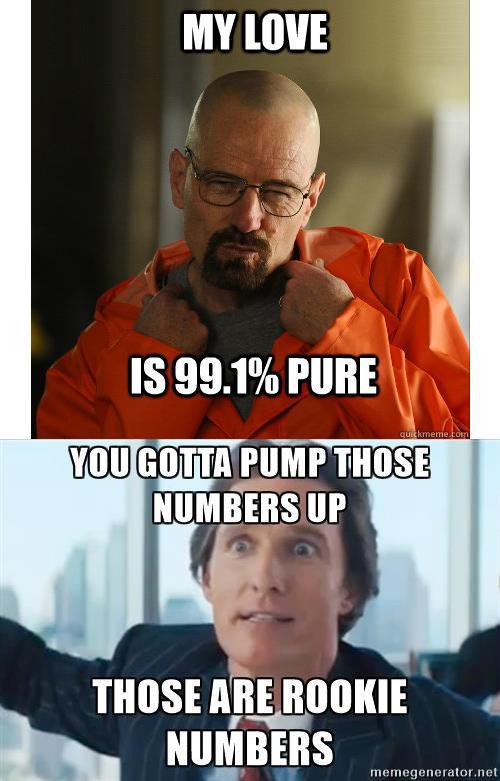 MY LOVE
IS 99.1% PURE
quickmeme.com
YOU GOTTA PUMP THOSE
NUMBERS UP
THOSE ARE ROOKIE
NUMBERS
memegenerator.net